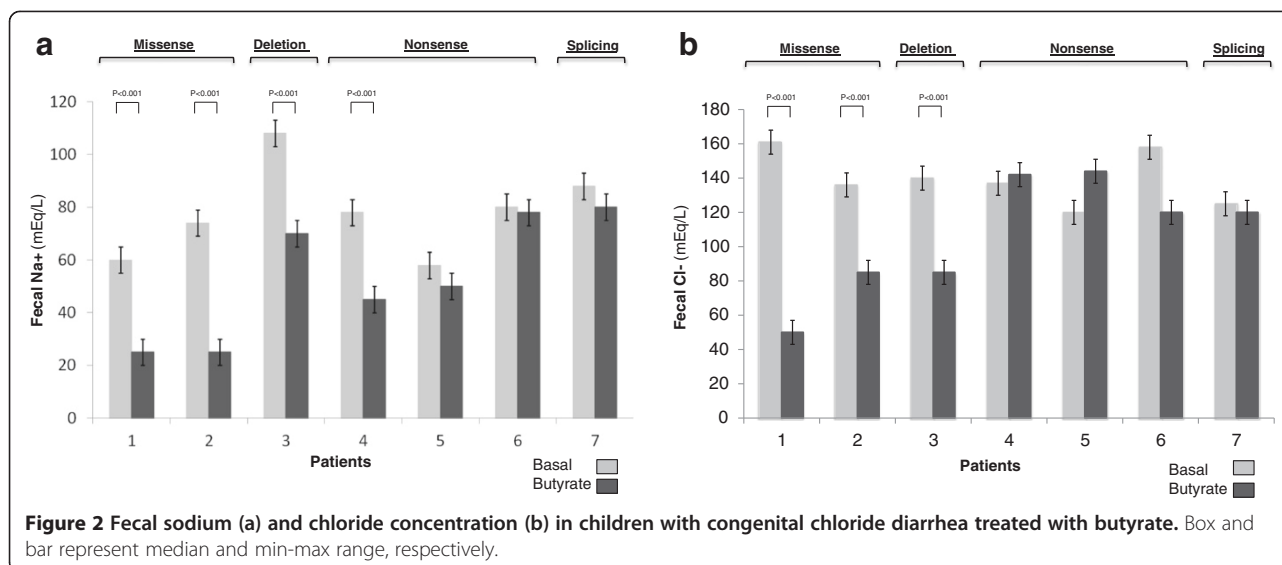 a
Missense Deletion Nonsense Splicing
P<0.001 P<0.001 P<0.001 P<0.001
Fecal Na+ (mEq/L)
120
100
80
60
40
20
0
1 2 3 4 5 6 7
Patients
Basal
Butyrate
b
Missense Deletion Nonsense Splicing
P<0.001 P<0.001 P<0.001
Fecal Cl- (mEq/L)
160
140
120
100
80
60
40
20
0
1 2 3 4 5 6 7
Patients
Basal
Butyrate
Figure 2 Fecal sodium (a) and chloride concentration (b) in children with congenital chloride diarrhea treated with butyrate. Box and
bar represent median and min-max range, respectively.